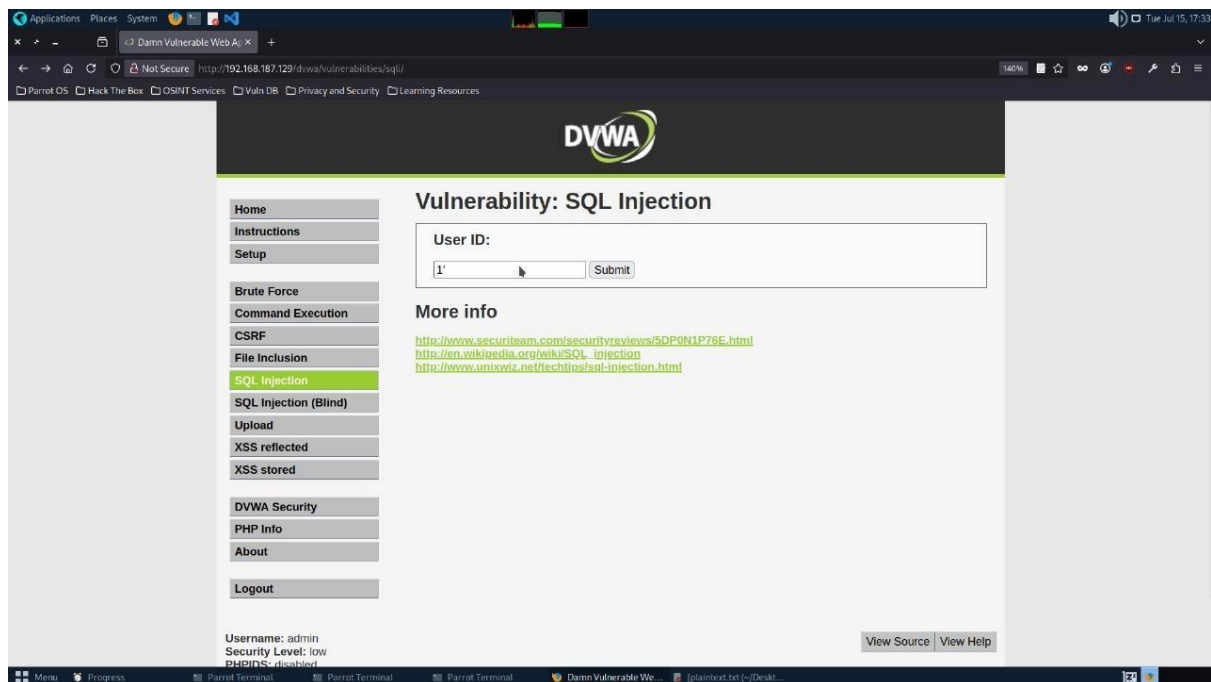 Applications Places System Tue Jul 15, 17:33
Damn Vulnerable Web Ap
Not Secure http://192.168.187.129/dvwa/vulnerabilities/sqli/ 140%
Parrot OS Hack The Box OSINT Services Vuln DB Privacy and Security Learning Resources
DVWA
Vulnerability: SQL Injection
Home
Instructions
Setup
Brute Force
Command Execution
CSRF
File Inclusion
SQL Injection
SQL Injection (Blind)
Upload
XSS reflected
XSS stored
DVWA Security
PHP Info
About
Logout
User ID:
1' Submit
More info
http://www.securiteam.com/securityreviews/5DP0N1P76E.html
http://en.wikipedia.org/wiki/SQL_injection
http://www.unixwiz.net/techtips/sql-injection.html
Username: admin
Security Level: low
PHPIDS: disabled
View Source View Help
Menu Progress Parrot Terminal Parrot Terminal Parrot Terminal Damn Vulnerable We... [plaintext.txt (~/Deskt...